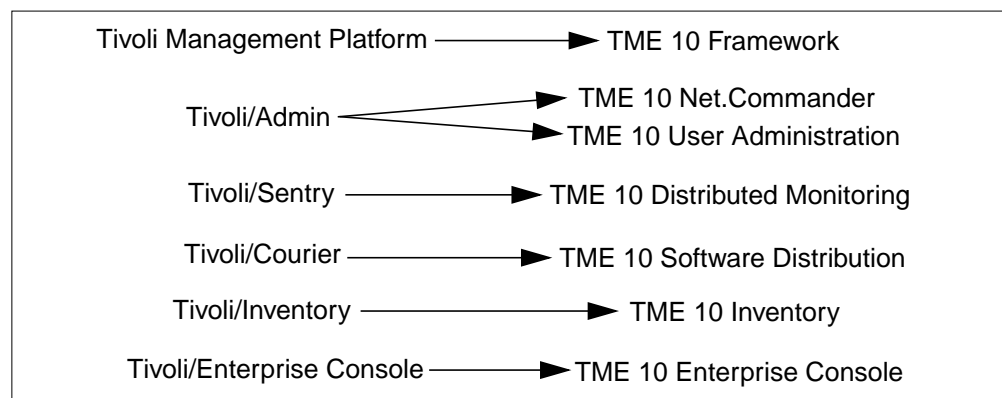 Tivoli Management Platform TME 10 Framework
Tivoli/Admin TME 10 Net.Commander
TME 10 User Administration
Tivoli/Sentry TME 10 Distributed Monitoring
Tivoli/Courier TME 10 Software Distribution
Tivoli/Inventory TME 10 Inventory
Tivoli/Enterprise Console TME 10 Enterprise Console